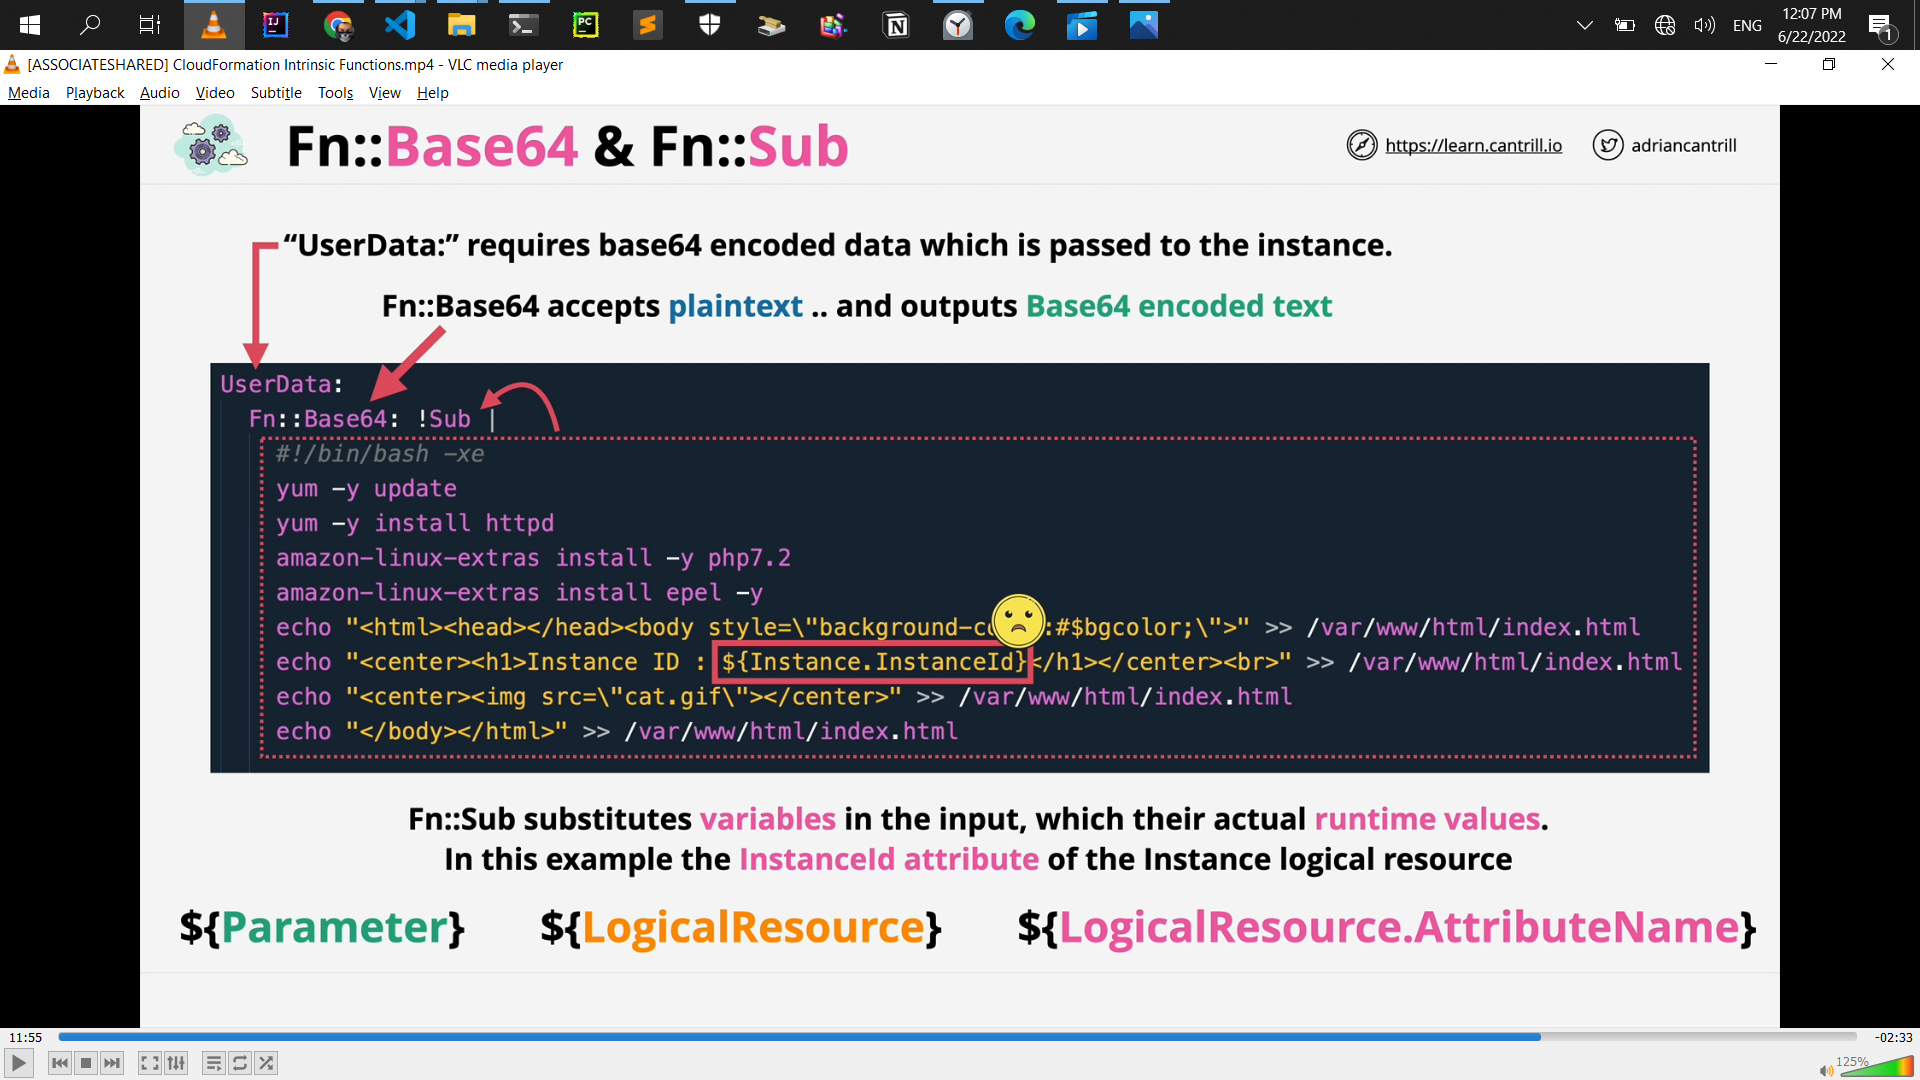 ENG
12:07 PM
6/22/2022
1
[ASSOCIATESHARED] CloudFormation Intrinsic Functions.mp4 - VLC media player
Media Playback Audio Video Subtitle Tools View Help
Fn::Base64 & Fn::Sub
https://learn.cantrill.io
adriancantrill
“UserData:” requires base64 encoded data which is passed to the instance.
Fn::Base64 accepts plaintext .. and outputs Base64 encoded text
UserData:
Fn::Base64: !Sub |
#!/bin/bash -xe
yum -y update
yum -y install httpd
amazon-linux-extras install -y php7.2
amazon-linux-extras install epel -y
echo "<html><head></head><body style=\"background-c :#$bgcolor;\">" >> /var/www/html/index.html
echo "<center><h1>Instance ID : ${Instance.InstanceId}</h1></center><br>" >> /var/www/html/index.html
echo "<center><img src=\"cat.gif\"></center>" >> /var/www/html/index.html
echo "</body></html>" >> /var/www/html/index.html
Fn::Sub substitutes variables in the input, which their actual runtime values.
In this example the InstanceId attribute of the Instance logical resource
${Parameter}
${LogicalResource}
${LogicalResource.AttributeName}
11:55
-02:33
125%